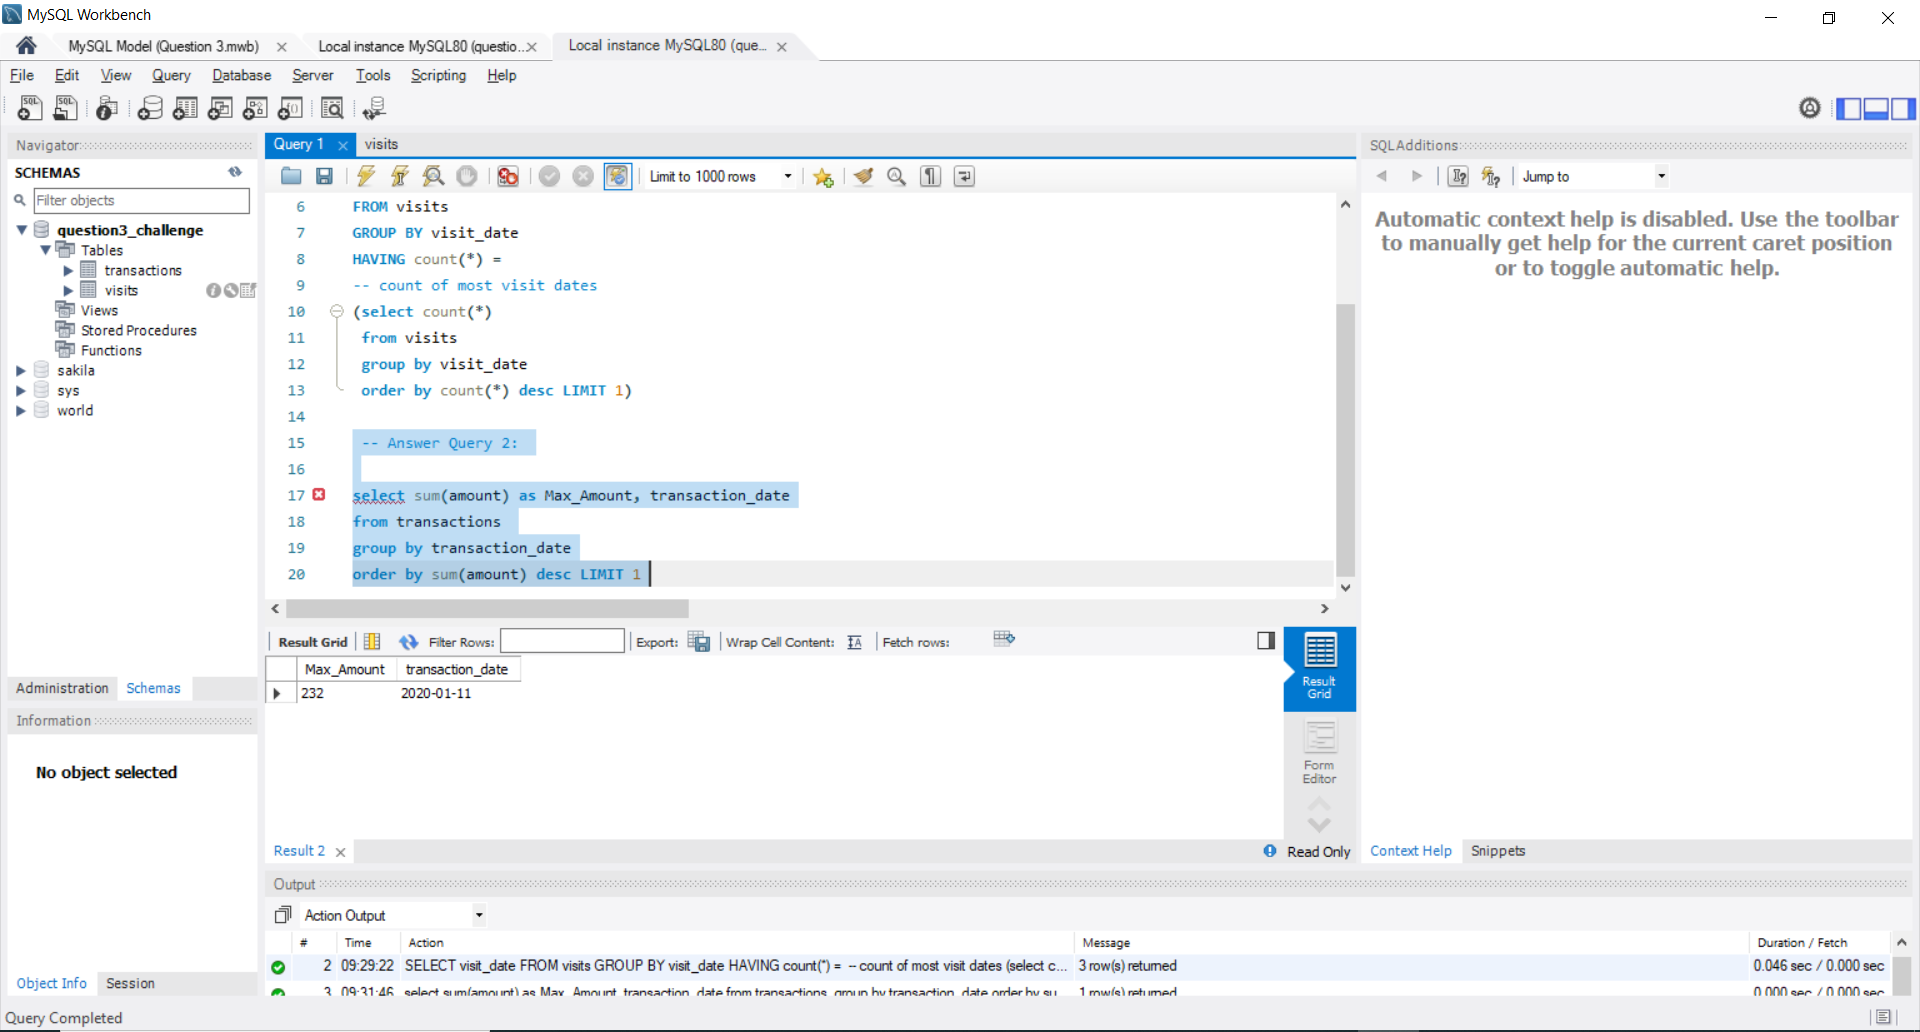 MySQL Workbench
MySQL Model (Question 3.mwb)
Local instance MySQL80 (questio...
Local instance MySQL80 (que...
File Edit View Query Database Server Tools Scripting Help
Navigator
SCHEMAS
Filter objects
question3_challenge
Tables
transactions
visits
Views
Stored Procedures
Functions
sakila
sys
world
Administration Schemas
Information
No object selected
Object Info Session
Query 1 visits
Limit to 1000 rows
6 FROM visits
7 GROUP BY visit_date
8 HAVING count(*) =
9 -- count of most visit dates
10 (select count(*)
11 from visits
12 group by visit_date
13 order by count(*) desc LIMIT 1)
14
15 -- Answer Query 2:
16
17 select sum(amount) as Max_Amount, transaction_date
18 from transactions
19 group by transaction_date
20 order by sum(amount) desc LIMIT 1
Result Grid Filter Rows: Export: Wrap Cell Content: Fetch rows:
Max_Amount transaction_date
232 2020-01-11
Result Grid
Form Editor
Result 2 Read Only
SQLAdditions
Jump to
Automatic context help is disabled. Use the toolbar
to manually get help for the current caret position
or to toggle automatic help.
Context Help Snippets
Output
Action Output
# Time Action Message Duration / Fetch
2 09:29:22 SELECT visit_date FROM visits GROUP BY visit_date HAVING count(*) = -- count of most visit dates (select c... 3 row(s) returned 0.046 sec / 0.000 sec
3 09:31:46 select sum(amount) as Max_Amount, transaction_date from transactions group by transaction_date order by su... 1 row(s) returned 0.000 sec / 0.000 sec
Query Completed